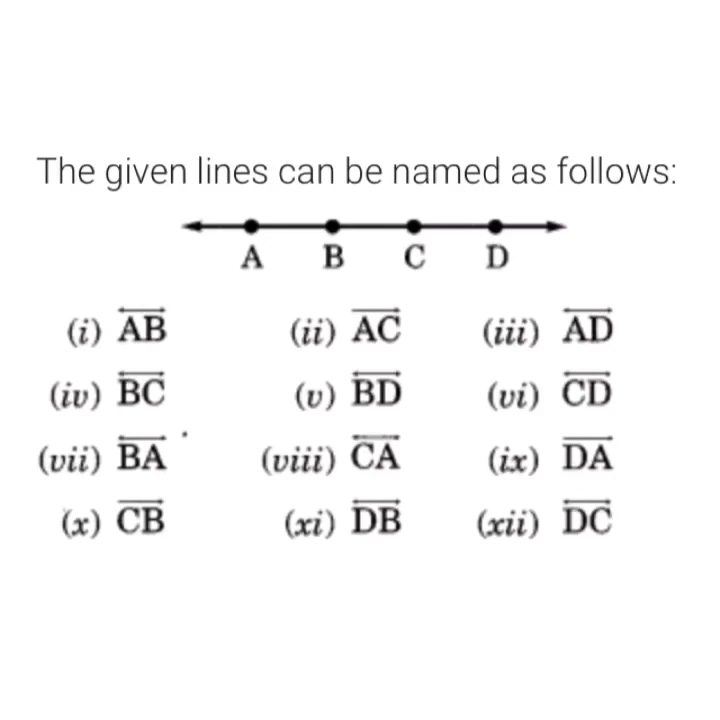 The given lines can be named as follows:
A B C D
(i) AB (ii) AC (iii) AD
(iv) BC (v) BD (vi) CD
(vii) BA (viii) CA (ix) DA
(x) CB (xi) DB (xii) DC